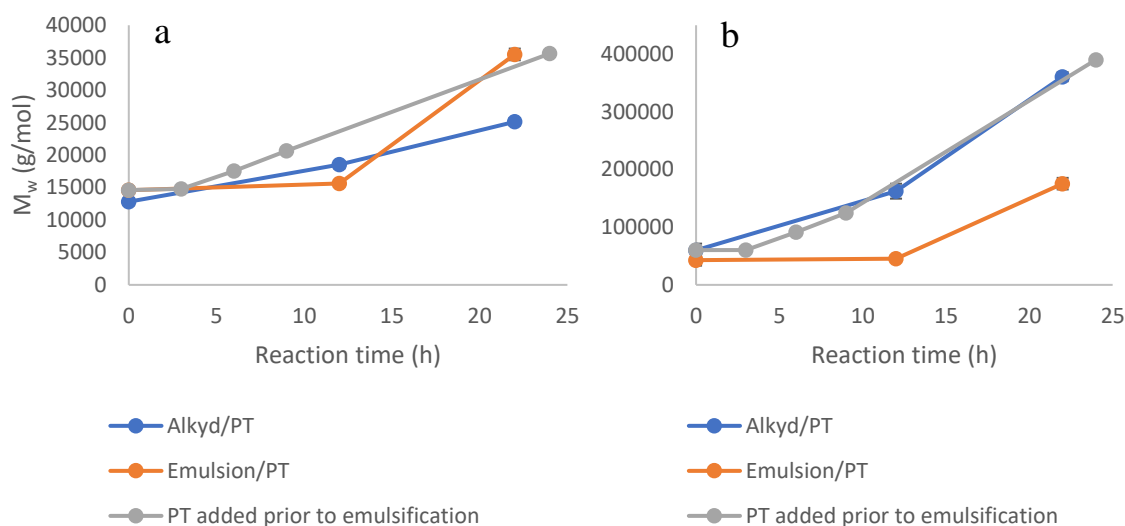 a
40000
35000
30000
25000
20000
15000
10000
5000
0
M_w (g/mol)
0 5 10 15 20 25
Reaction time (h)
Alkyd/PT
Emulsion/PT
PT added prior to emulsification
b
400000
300000
200000
100000
0
0 5 10 15 20 25
Reaction time (h)
Alkyd/PT
Emulsion/PT
PT added prior to emulsification